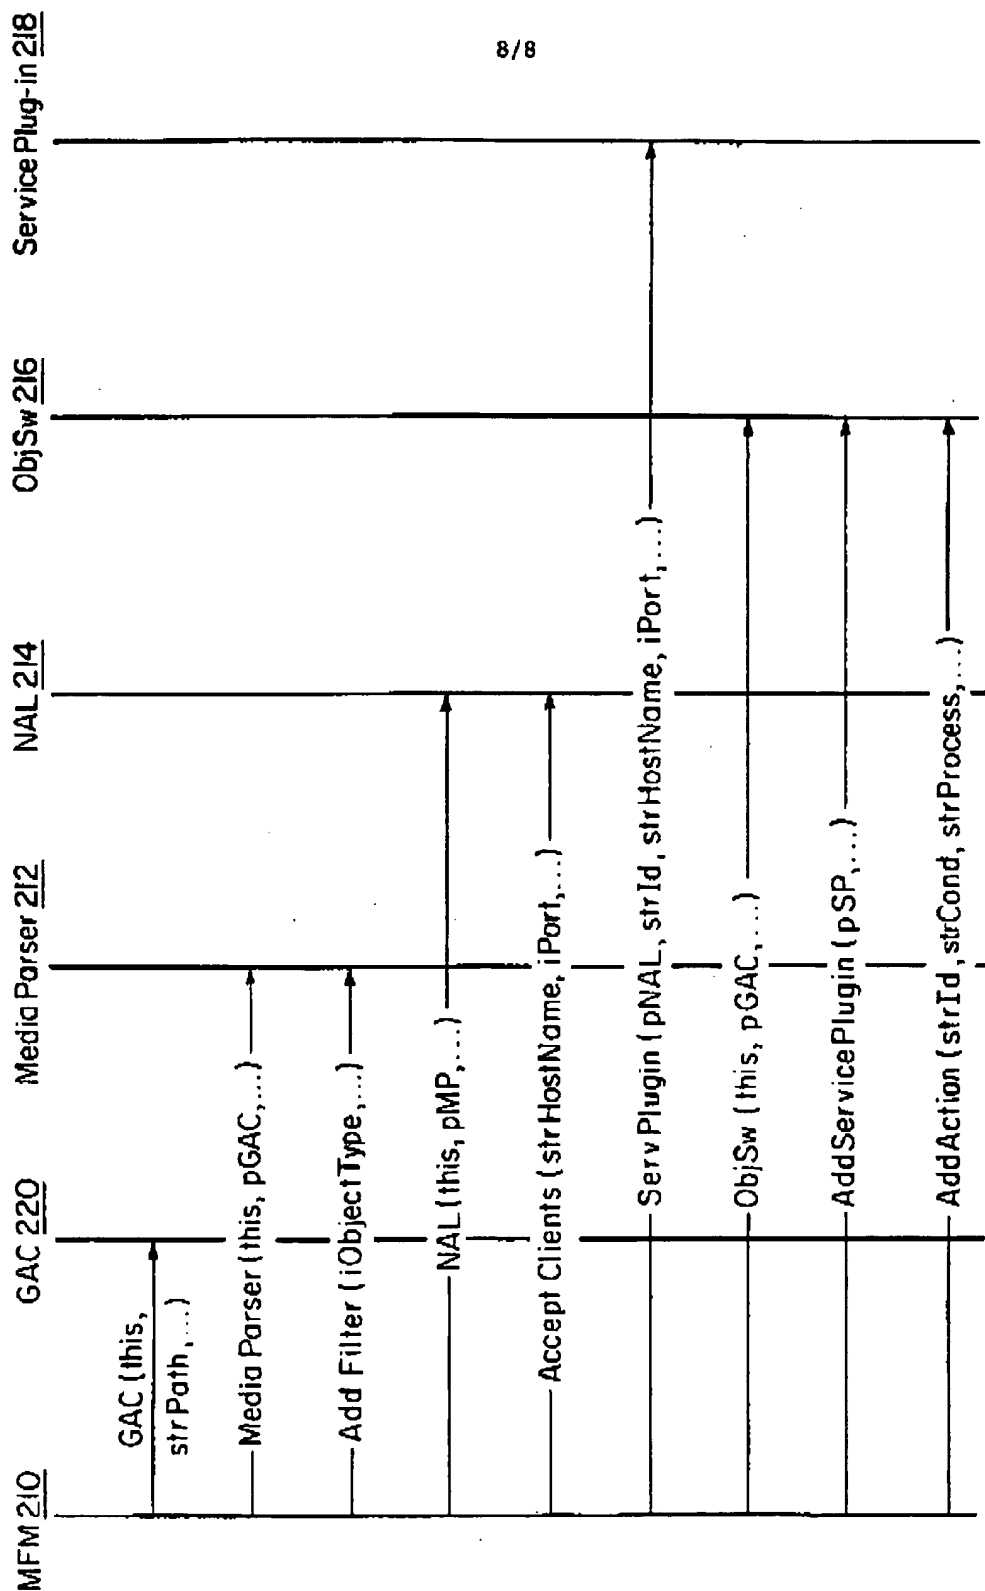 8/8
MFM 210
GAC 220
Media Parser 212
NAL 214
ObjSw 216
Service Plug-in 218
GAC (this,
strPath,...)
Media Parser (this, pGAC,...)
Add Filter (iObjectType,...)
NAL (this, pMP,...)
Accept Clients (strHostName, iPort,...)
ServPlugin (pNAL, strId, strHostName, iPort,...)
ObjSw (this, pGAC,...)
AddServicePlugin (pSP,...)
AddAction (strId, strCond, strProcess,...)